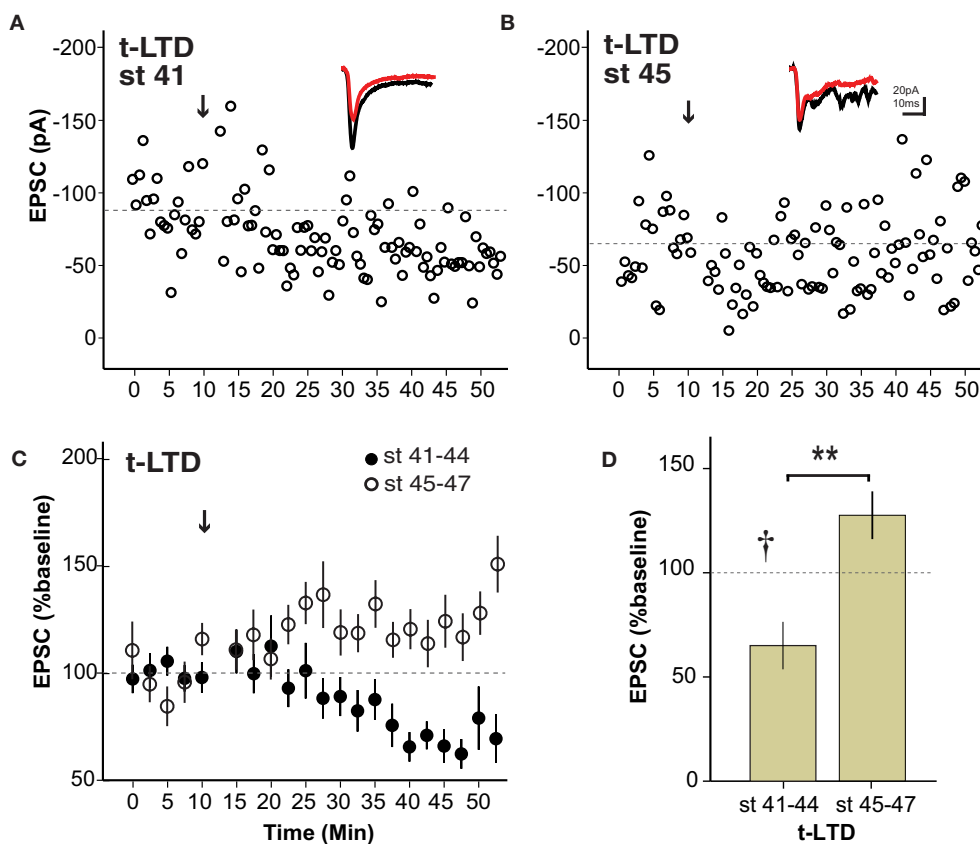 A
t-LTD
st 41
EPSC (pA)
-200
-150
-100
-50
0
0 5 10 15 20 25 30 35 40 45 50
B
t-LTD
st 45
20pA
10ms
-200
-150
-100
-50
0
0 5 10 15 20 25 30 35 40 45 50
C
t-LTD
st 41-44
st 45-47
EPSC (%baseline)
200
150
100
50
0 5 10 15 20 25 30 35 40 45 50
Time (Min)
D
**
†
EPSC (%baseline)
150
100
50
0
st 41-44 st 45-47
t-LTD